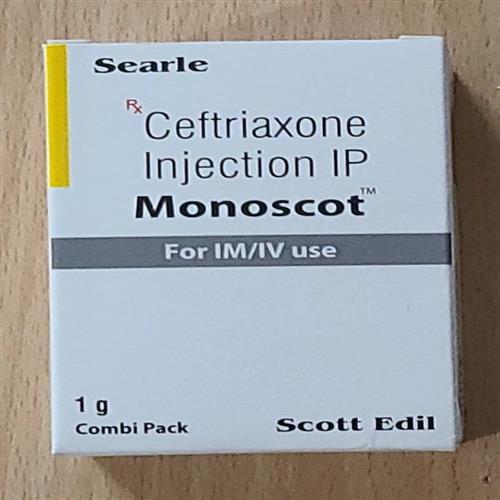 Searle
Rx Ceftriaxone
Injection IP
Monoscot™
For IM/IV use
1 g
Combi Pack
Scott Edil